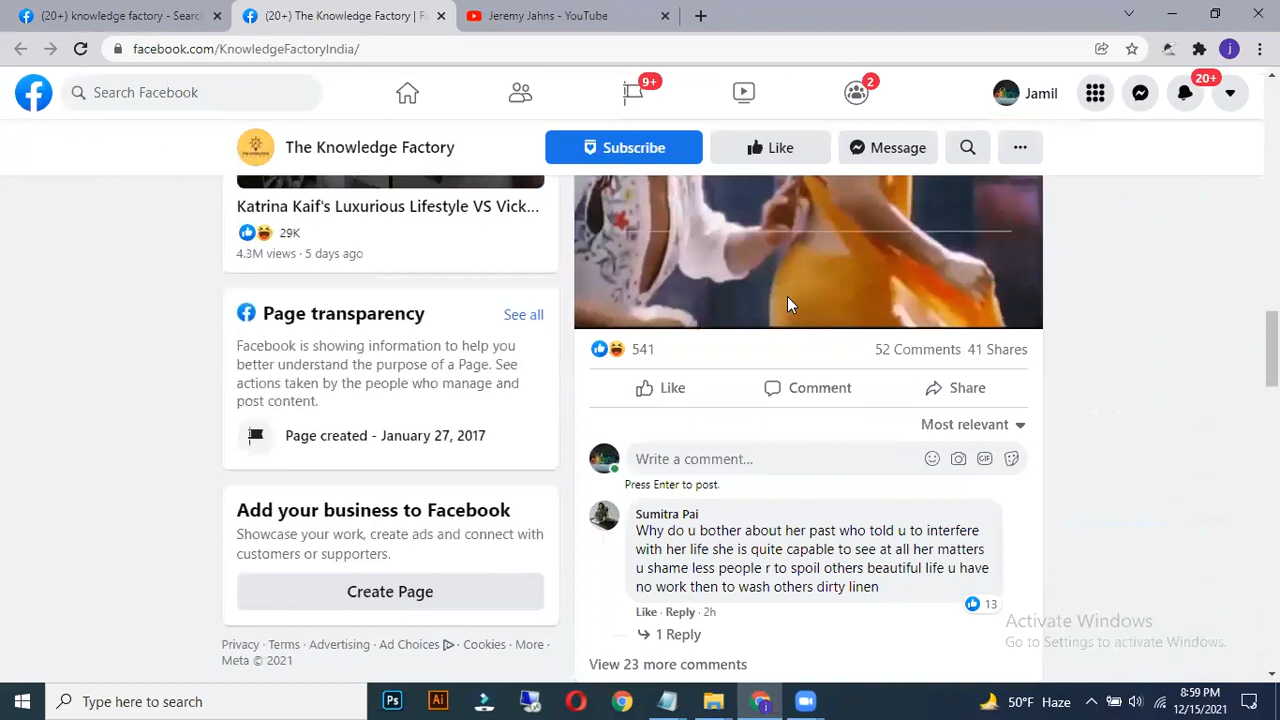 (20+) knowledge factory - Searc
(20+) The Knowledge Factory | F
Jeremy Jahns - YouTube
facebook.com/KnowledgeFactoryIndia/
j
Search Facebook
9+
2
Jamil
20+
The Knowledge Factory
Subscribe
Like
Message
Katrina Kaif's Luxurious Lifestyle VS Vick...
29K
4.3M views · 5 days ago
Page transparency
See all
Facebook is showing information to help you
better understand the purpose of a Page. See
actions taken by the people who manage and
post content.
Page created - January 27, 2017
Add your business to Facebook
Showcase your work, create ads and connect with
customers or supporters.
Create Page
Privacy · Terms · Advertising · Ad Choices · Cookies · More ·
Meta © 2021
541
52 Comments 41 Shares
Like
Comment
Share
Most relevant
Write a comment...
GIF
Press Enter to post.
Sumitra Pai
Why do u bother about her past who told u to interfere
with her life she is quite capable to see at all her matters
u shame less people r to spoil others beautiful life u have
no work then to wash others dirty linen
13
Like · Reply · 2h
1 Reply
View 23 more comments
Activate Windows
Go to Settings to activate Windows.
Type here to search
Ps
Ai
50°F Haze
8:59 PM
12/15/2021